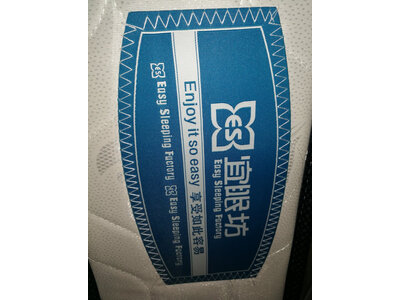 ES
宜眠坊
Easy Sleeping Factory
Enjoy it so easy 享受如此容易
Easy Sleeping Factory Easy Sleeping Factory